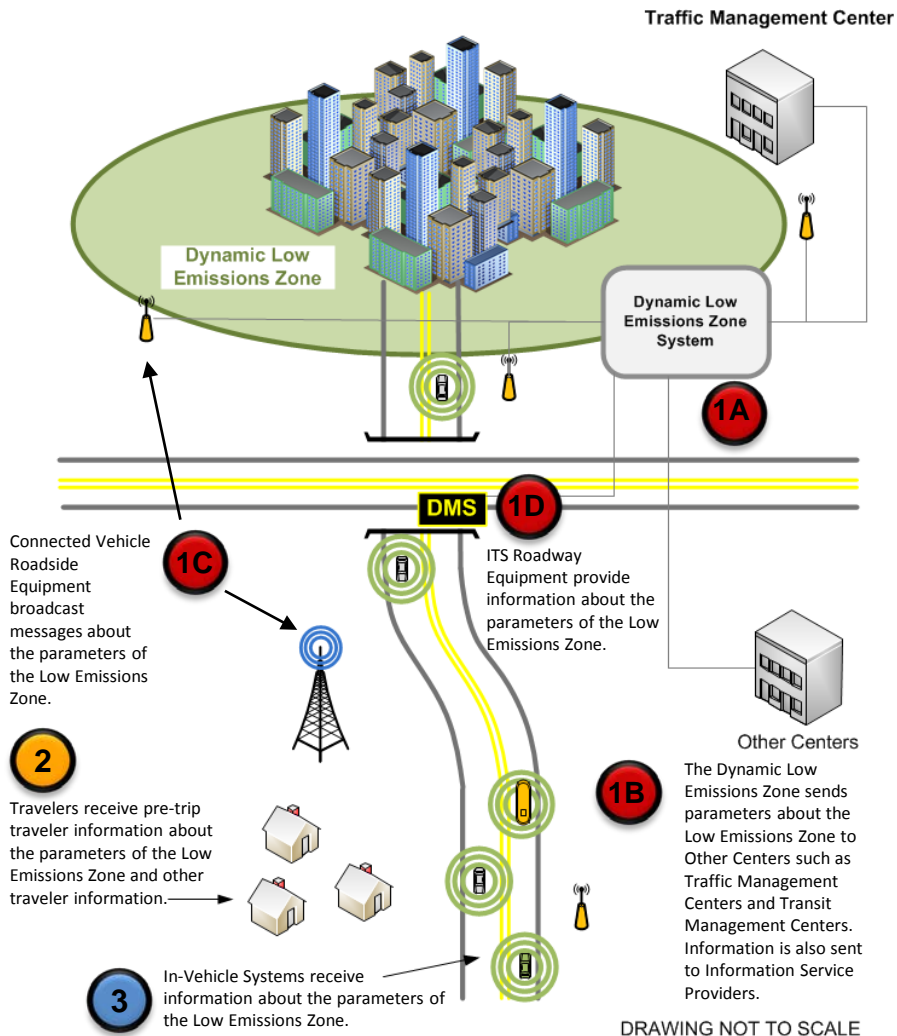 Traffic Management Center
Dynamic Low
Emissions Zone
Dynamic Low
Emissions Zone
System
1A
DMS
1D
ITS Roadway
Equipment provide
information about the
parameters of the Low
Emissions Zone.
Connected Vehicle
Roadside
Equipment
broadcast
messages about
the parameters of
the Low Emissions
Zone.
1C
Other Centers
2
Travelers receive pre-trip
traveler information about
the parameters of the Low
Emissions Zone and other
traveler information.
1B
The Dynamic Low
Emissions Zone sends
parameters about the
Low Emissions Zone to
Other Centers such as
Traffic Management
Centers and Transit
Management Centers.
Information is also sent
to Information Service
Providers.
3
In-Vehicle Systems receive
information about the parameters of
the Low Emissions Zone.
DRAWING NOT TO SCALE